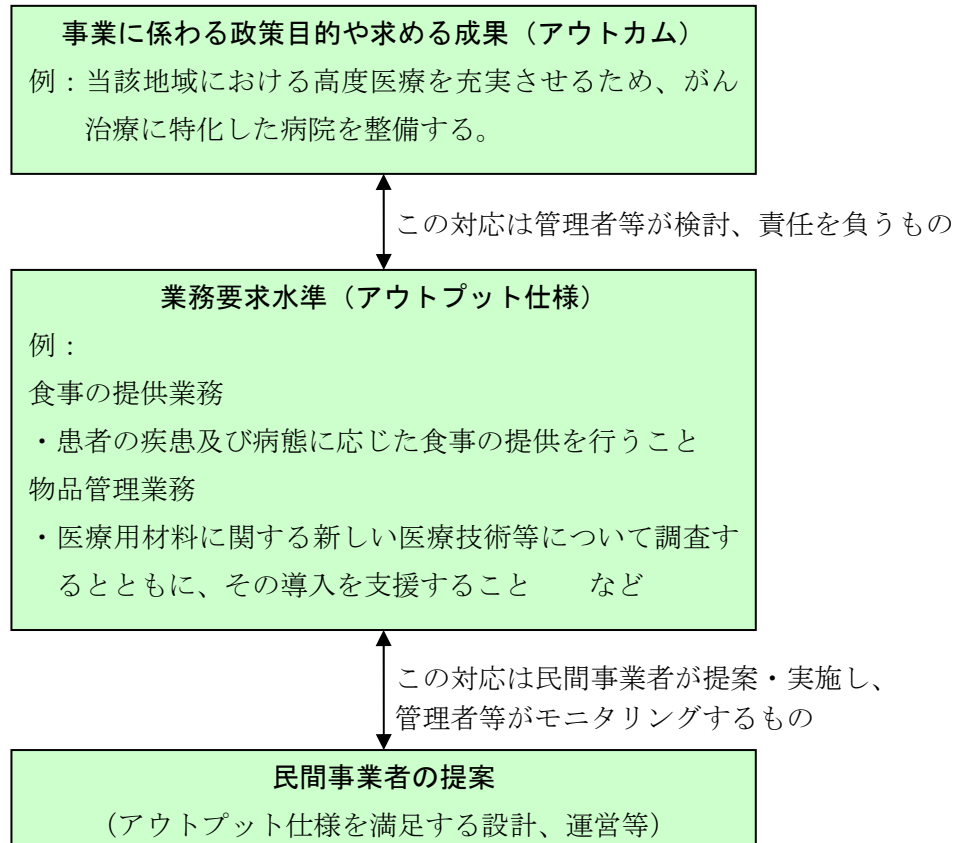 事業に係わる政策目的や求める成果（アウトカム）
例：当該地域における高度医療を充実させるため、がん
治療に特化した病院を整備する。
この対応は管理者等が検討、責任を負うもの
業務要求水準（アウトプット仕様）
例：
食事の提供業務
・患者の疾患及び病態に応じた食事の提供を行うこと
物品管理業務
・医療用材料に関する新しい医療技術等について調査す
るとともに、その導入を支援すること　　など
この対応は民間事業者が提案・実施し、
管理者等がモニタリングするもの
民間事業者の提案
（アウトプット仕様を満足する設計、運営等）